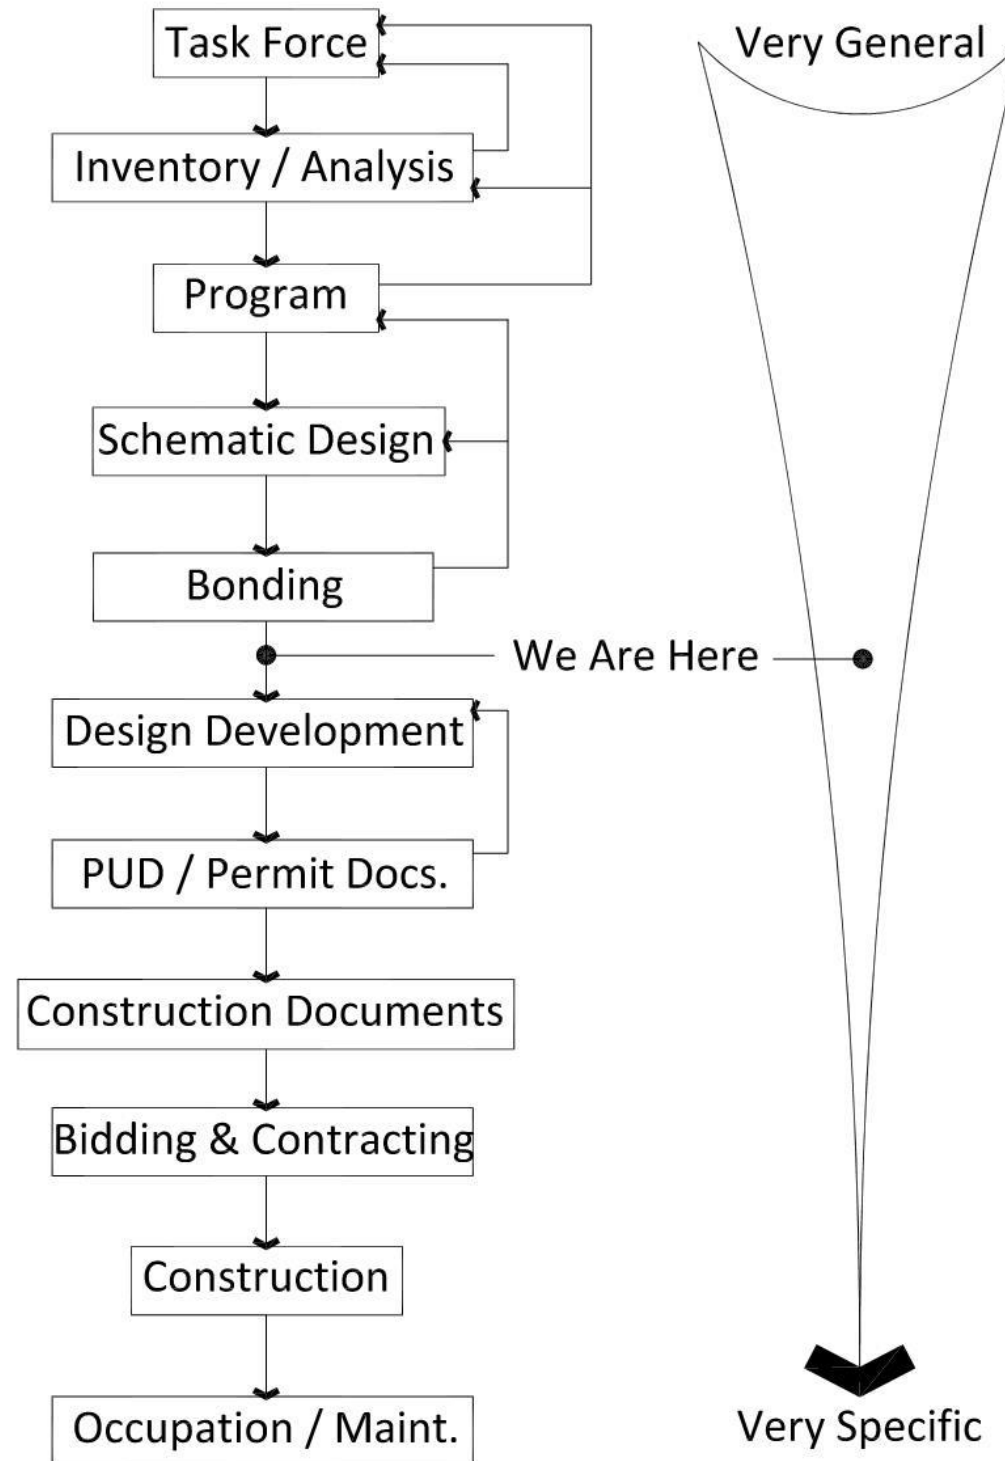 Task Force
Very General
Inventory / Analysis
Program
Schematic Design
Bonding
We Are Here
Design Development
PUD / Permit Docs.
Construction Documents
Bidding & Contracting
Construction
Occupation / Maint.
Very Specific